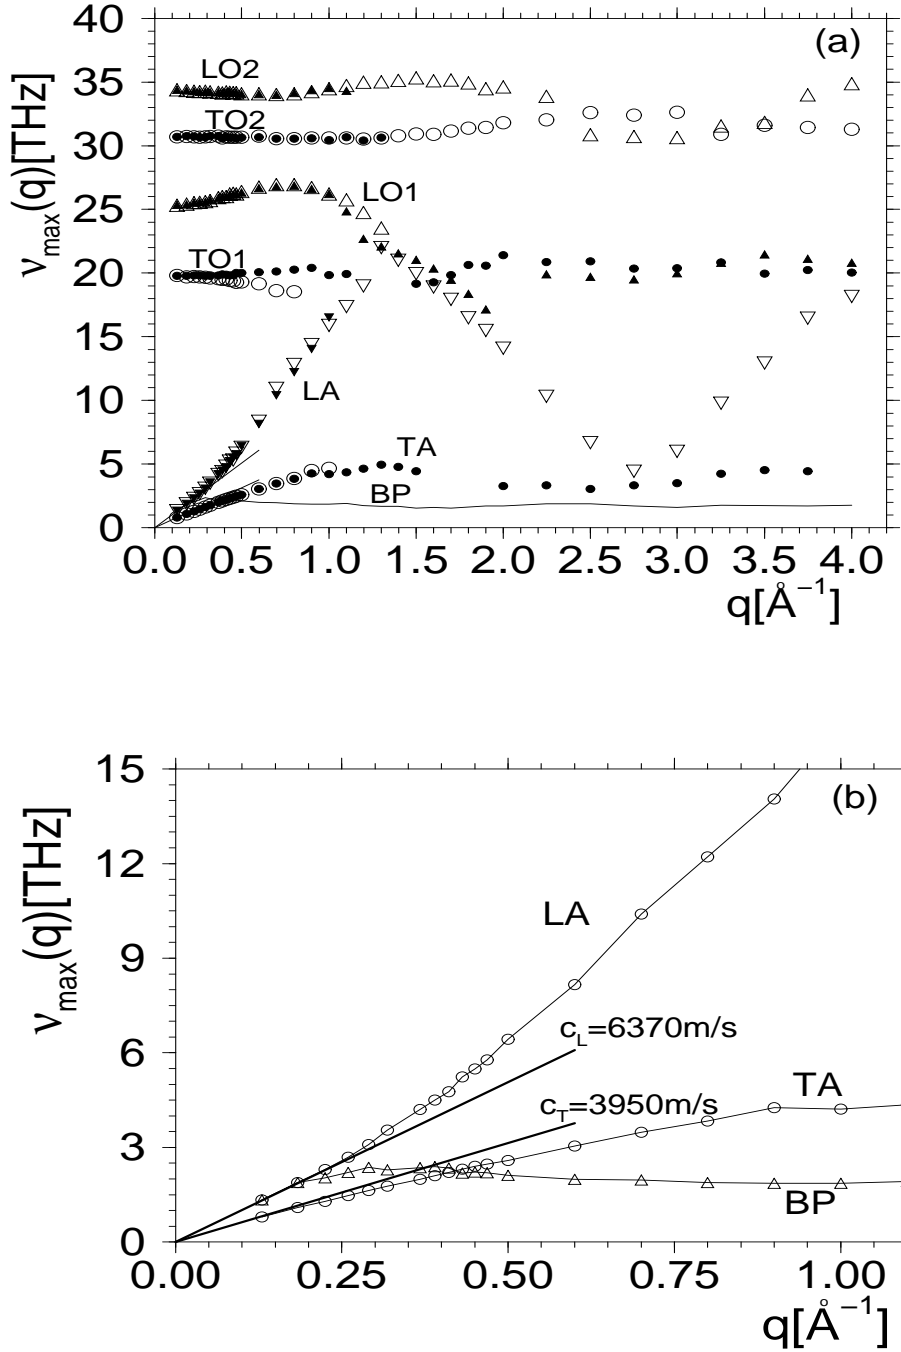 40
(a)
35
LO2
TO2
30
LO1
25
TO1
20
15
LA
10
TA
5
BP
0
ν_max(q)[THz]
0.0 0.5 1.0 1.5 2.0 2.5 3.0 3.5 4.0
q[Å⁻¹]
15
(b)
12
LA
9
c_L=6370m/s
6
TA
c_T=3950m/s
3
BP
0
ν_max(q)[THz]
0.00 0.25 0.50 0.75 1.00
q[Å⁻¹]